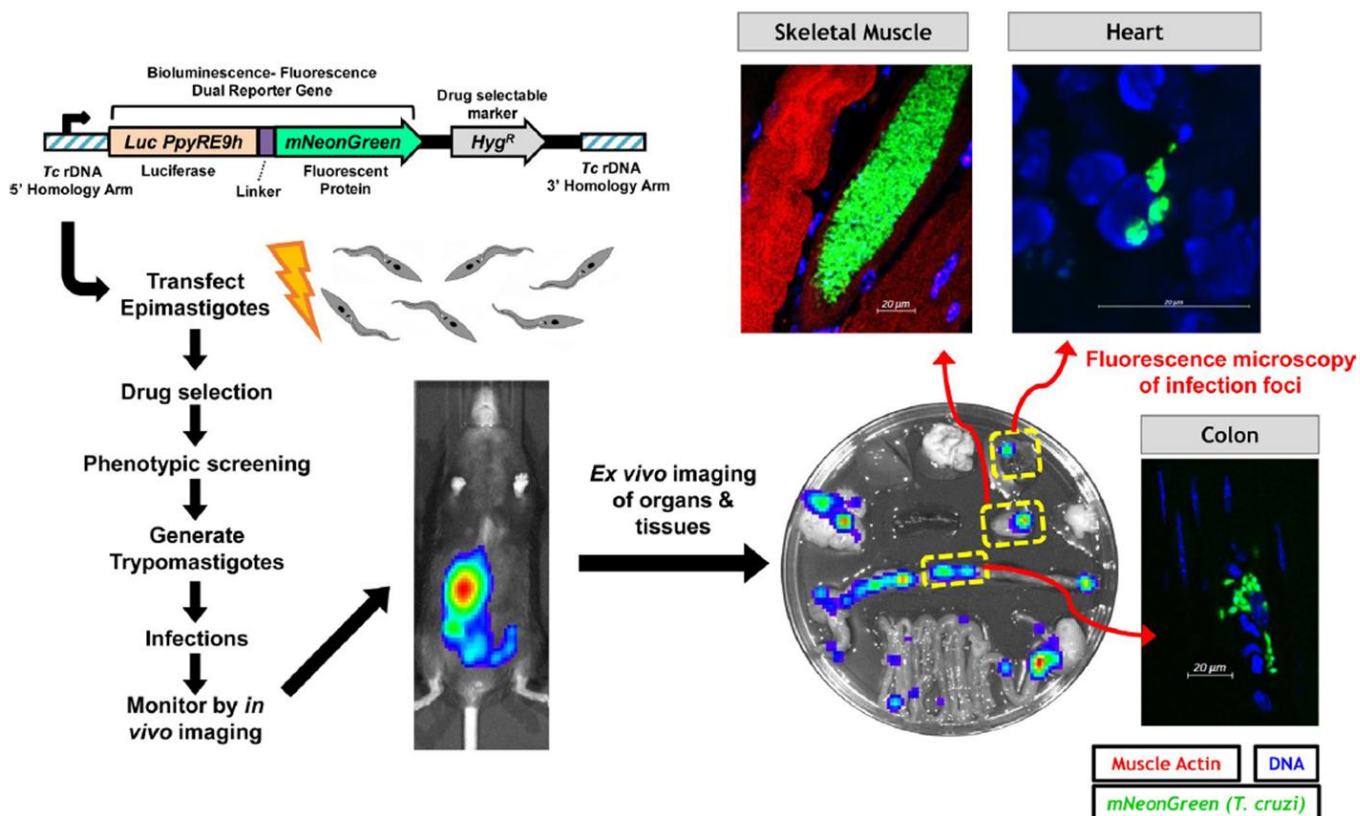 Skeletal Muscle
Heart
Bioluminescence- Fluorescence
Dual Reporter Gene
Drug selectable
marker
Luc PpyRE9h
mNeonGreen
Hyg^R
Tc rDNA
5' Homology Arm
Luciferase
Linker
Fluorescent
Protein
Tc rDNA
3' Homology Arm
20 µm
20 µm
Transfect
Epimastigotes
Drug selection
Phenotypic screening
Generate
Trypomastigotes
Infections
Monitor by in
vivo imaging
Ex vivo imaging
of organs &
tissues
Fluorescence microscopy
of infection foci
Colon
20 µm
Muscle Actin
DNA
mNeonGreen (T. cruzi)